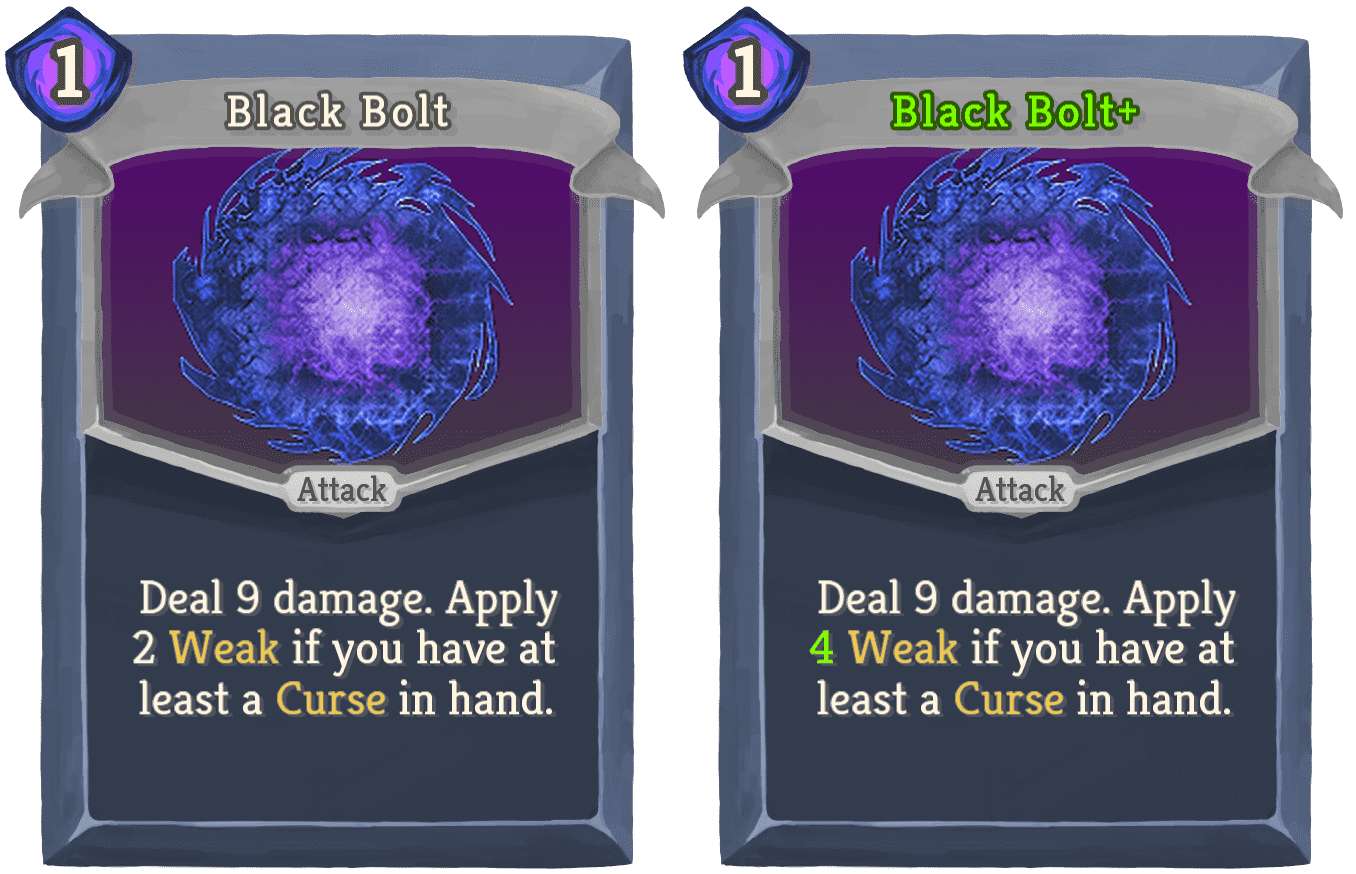 1
Black Bolt
Attack
Deal 9 damage. Apply
2 Weak if you have at
least a Curse in hand.
1
Black Bolt+
Attack
Deal 9 damage. Apply
4 Weak if you have at
least a Curse in hand.